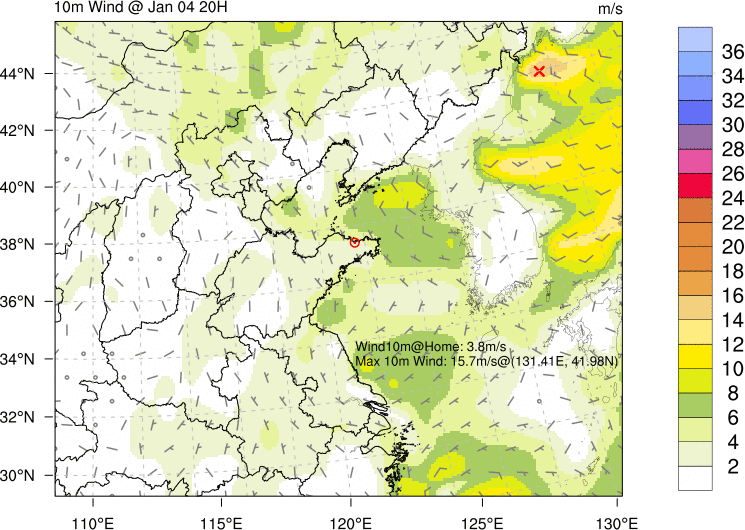 10m Wind @ Jan 04 20H
m/s
44°N
42°N
40°N
38°N
36°N
34°N
32°N
30°N
110°E
115°E
120°E
125°E
130°E
Wind10m@Home: 3.8m/s
Max 10m Wind: 15.7m/s@(131.41E, 41.98N)
36
34
32
30
28
26
24
22
20
18
16
14
12
10
8
6
4
2